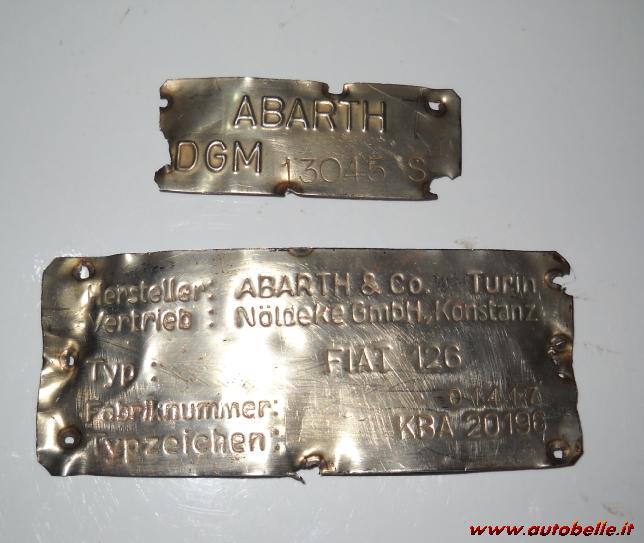 ABARTH
DGM 13045 S
Hersteller: ABARTH & Co. Turin
Vertrieb: Nöldeke GmbH, Konstanz
Typ: FIAT 126
Fabriknummer: 01417
Typzeichen: KBA 20196
www.autobelle.it